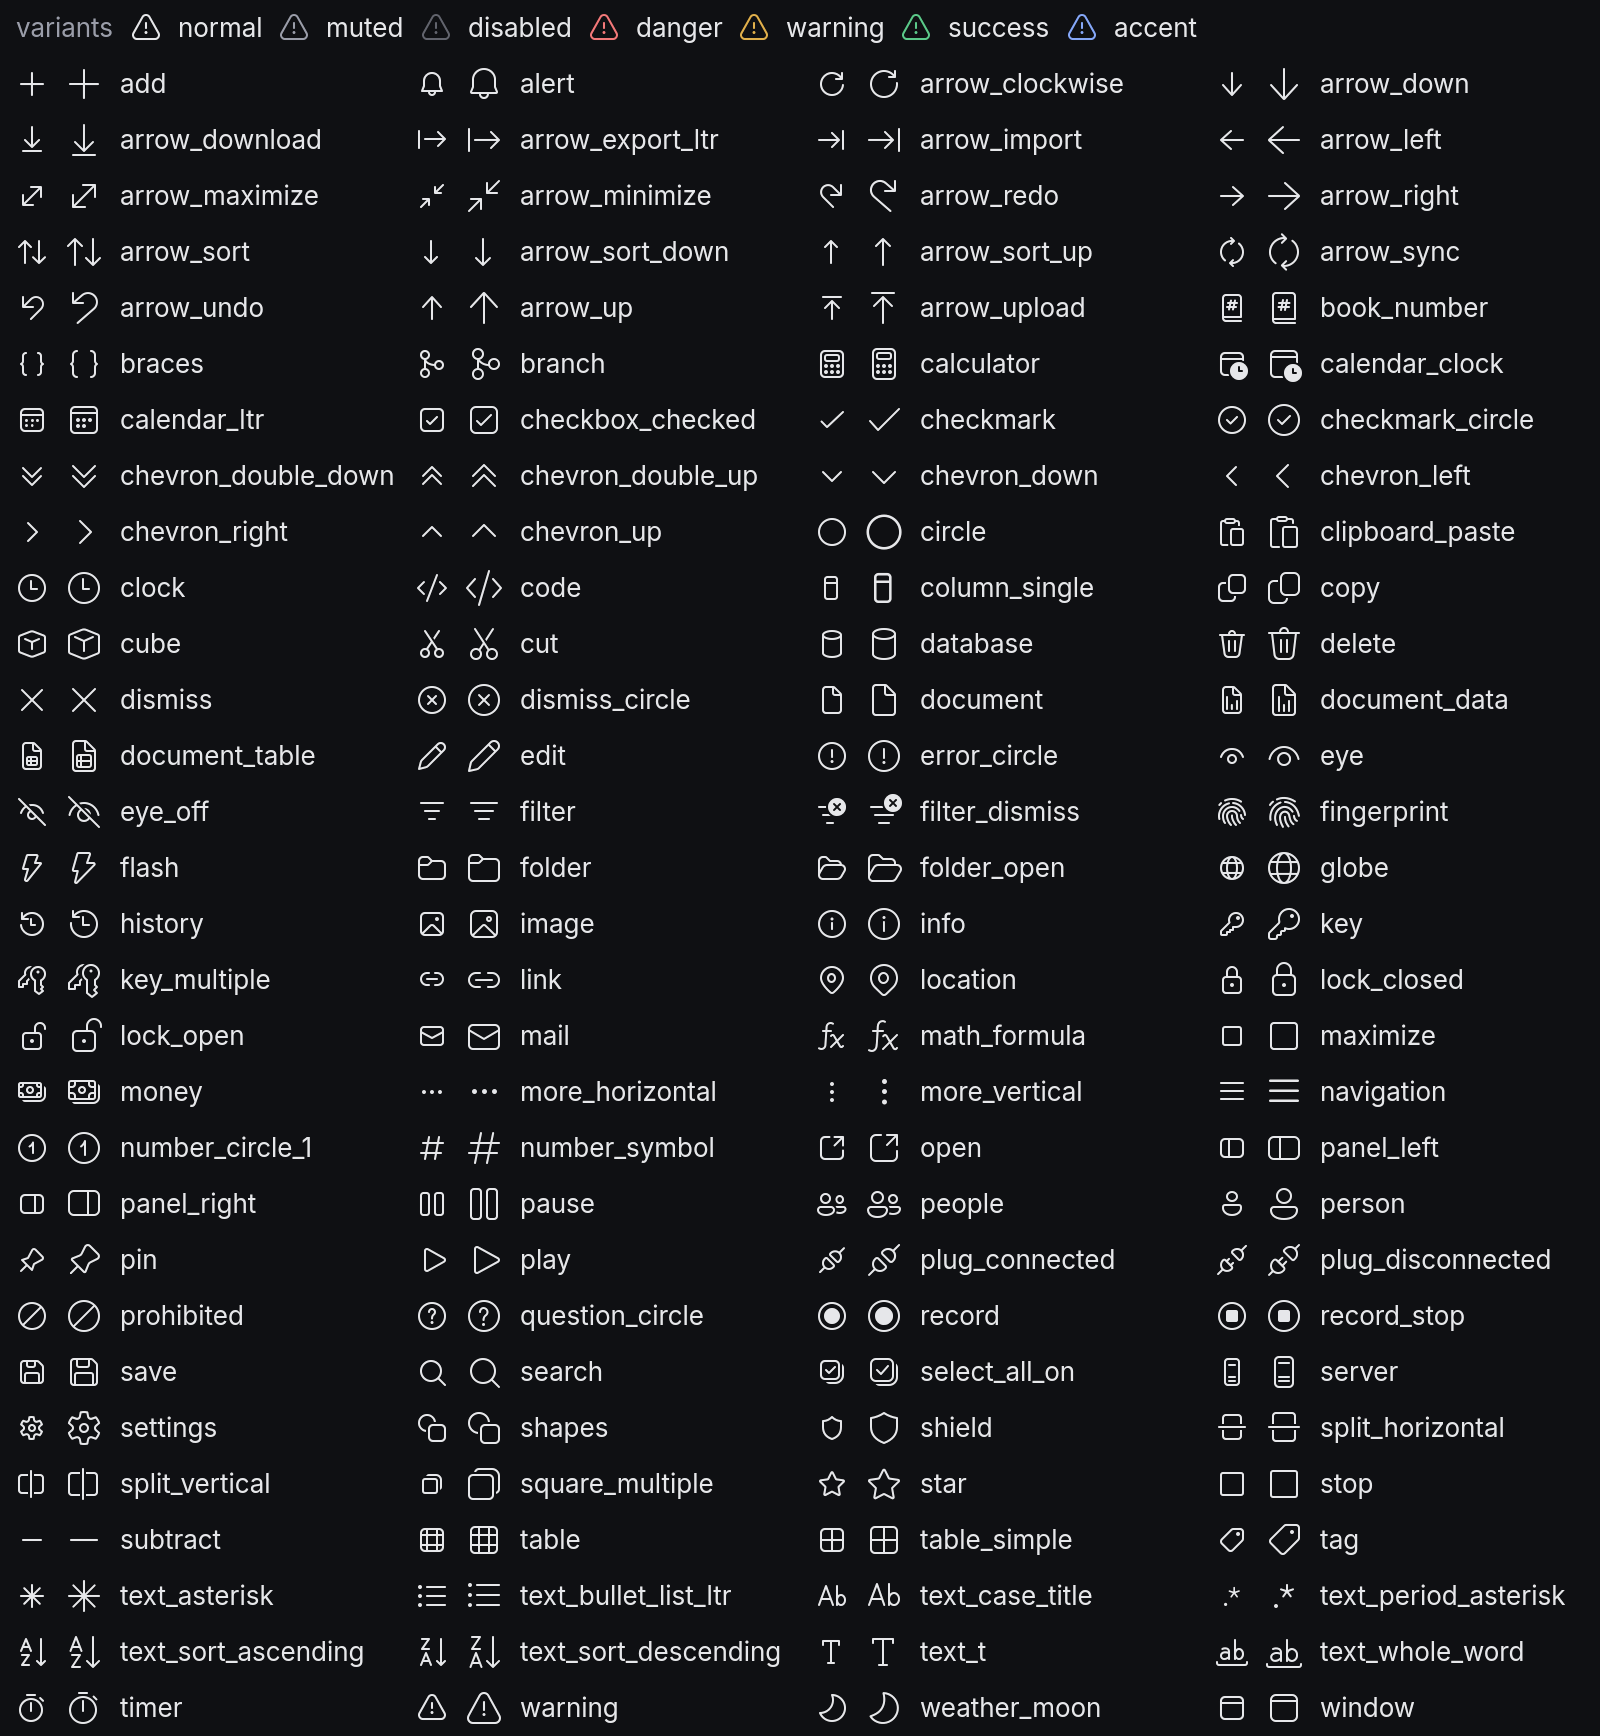 variants normal muted disabled danger warning success accent
add alert arrow_clockwise arrow_down
arrow_download arrow_export_ltr arrow_import arrow_left
arrow_maximize arrow_minimize arrow_redo arrow_right
arrow_sort arrow_sort_down arrow_sort_up arrow_sync
arrow_undo arrow_up arrow_upload book_number
braces branch calculator calendar_clock
calendar_ltr checkbox_checked checkmark checkmark_circle
chevron_double_down chevron_double_up chevron_down chevron_left
chevron_right chevron_up circle clipboard_paste
clock code column_single copy
cube cut database delete
dismiss dismiss_circle document document_data
document_table edit error_circle eye
eye_off filter filter_dismiss fingerprint
flash folder folder_open globe
history image info key
key_multiple link location lock_closed
lock_open mail math_formula maximize
money more_horizontal more_vertical navigation
number_circle_1 number_symbol open panel_left
panel_right pause people person
pin play plug_connected plug_disconnected
prohibited question_circle record record_stop
save search select_all_on server
settings shapes shield split_horizontal
split_vertical square_multiple star stop
subtract table table_simple tag
text_asterisk text_bullet_list_ltr text_case_title text_period_asterisk
text_sort_ascending text_sort_descending text_t text_whole_word
timer warning weather_moon window